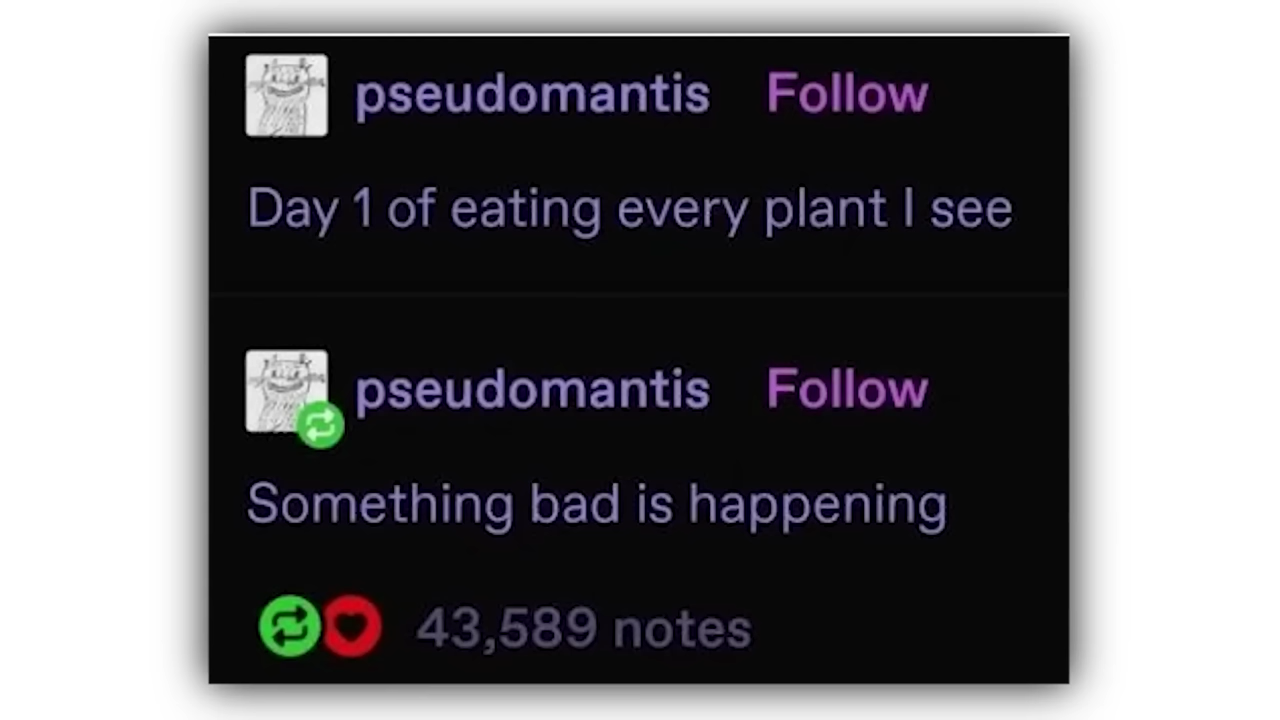 pseudomantis Follow
Day 1 of eating every plant I see
pseudomantis Follow
Something bad is happening
43,589 notes